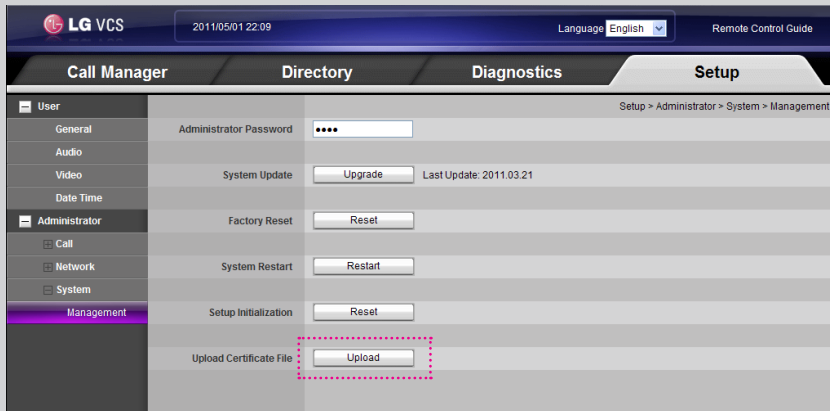 LG VCS 2011/05/01 22:09 Language English Remote Control Guide
Call Manager Directory Diagnostics Setup
User
Setup > Administrator > System > Management
General
Administrator Password ••••
Audio
Video
System Update Upgrade Last Update: 2011.03.21
Date Time
Administrator
Factory Reset Reset
Call
Network
System Restart Restart
System
Management
Setup Initialization Reset
Upload Certificate File Upload